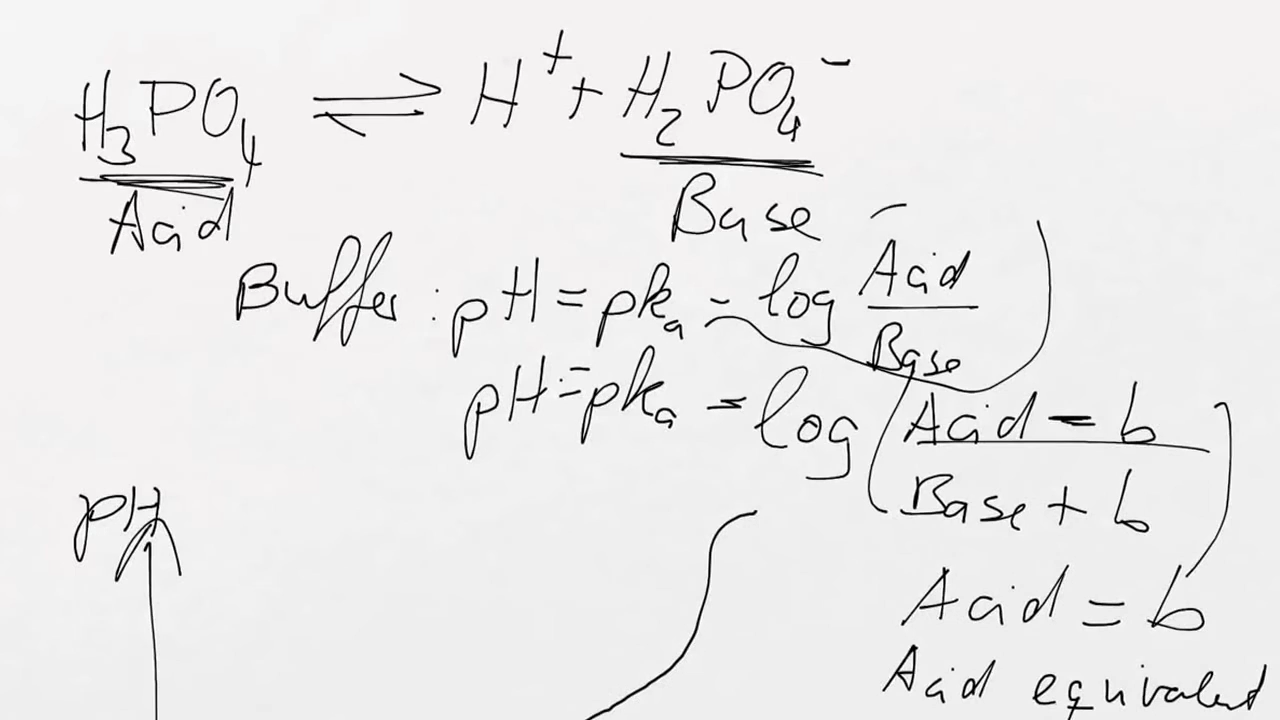 H₃PO₄ ⇌ H⁺ + H₂PO₄⁻
Acid Base
Buffer : pH = pkₐ - log Acid / Base
pH = pkₐ - log (Acid - b / Base + b)
pH
Acid = b
Acid equivalent